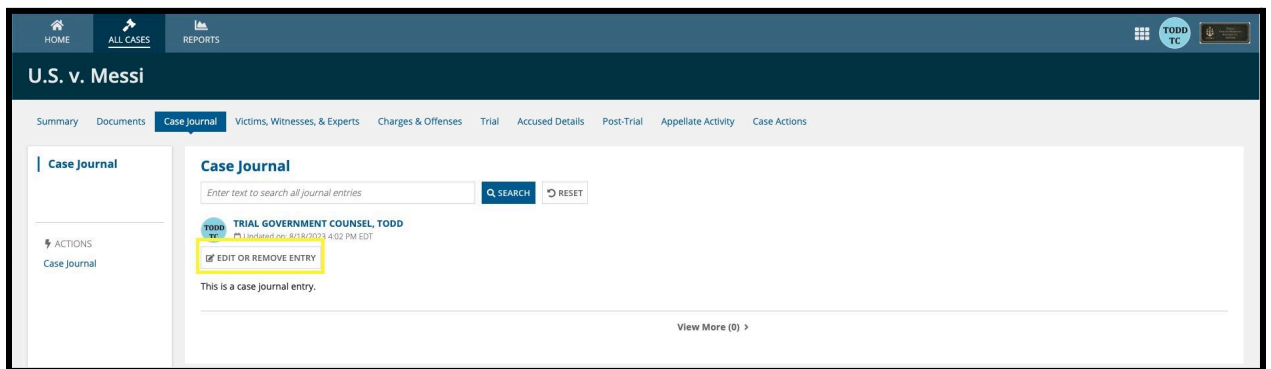 HOME
ALL CASES
REPORTS
TODD
TC
U.S. v. Messi
Summary Documents Case Journal Victims, Witnesses, & Experts Charges & Offenses Trial Accused Details Post-Trial Appellate Activity Case Actions
Case Journal
ACTIONS
Case Journal
Case Journal
Enter text to search all journal entries
SEARCH
RESET
TODD
TC
TRIAL GOVERNMENT COUNSEL, TODD
Updated on: 8/18/2023 4:02 PM EDT
EDIT OR REMOVE ENTRY
This is a case journal entry.
View More (0) >